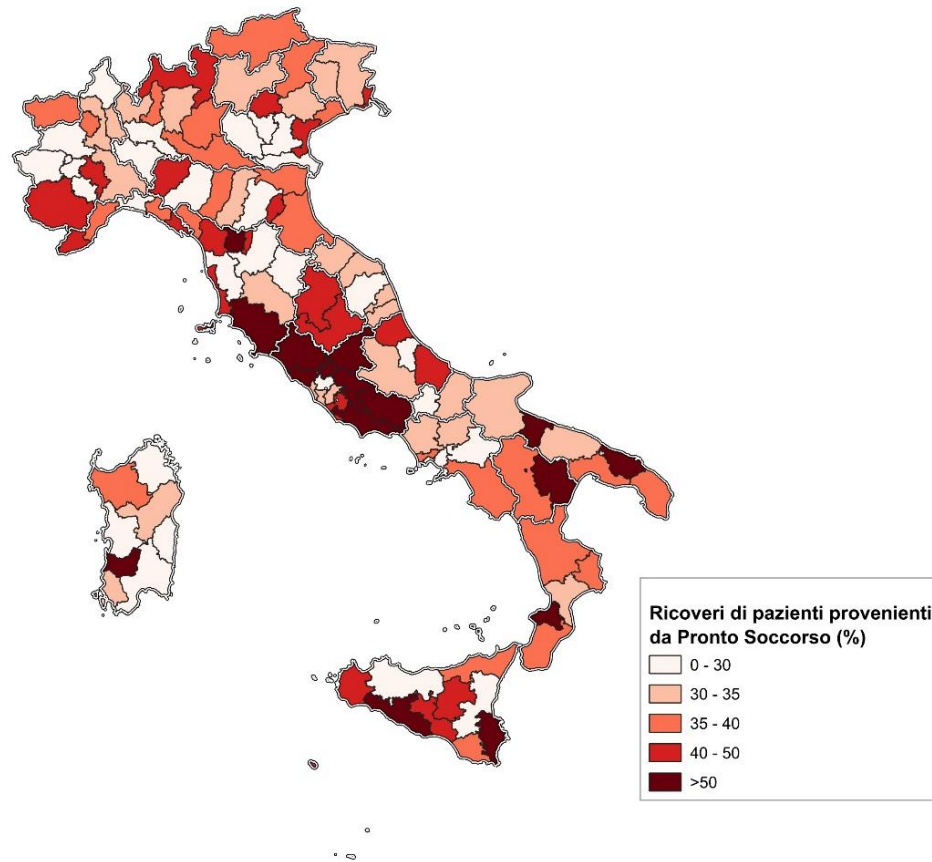 Ricoveri di pazienti provenienti
da Pronto Soccorso (%)
0 - 30
30 - 35
35 - 40
40 - 50
>50